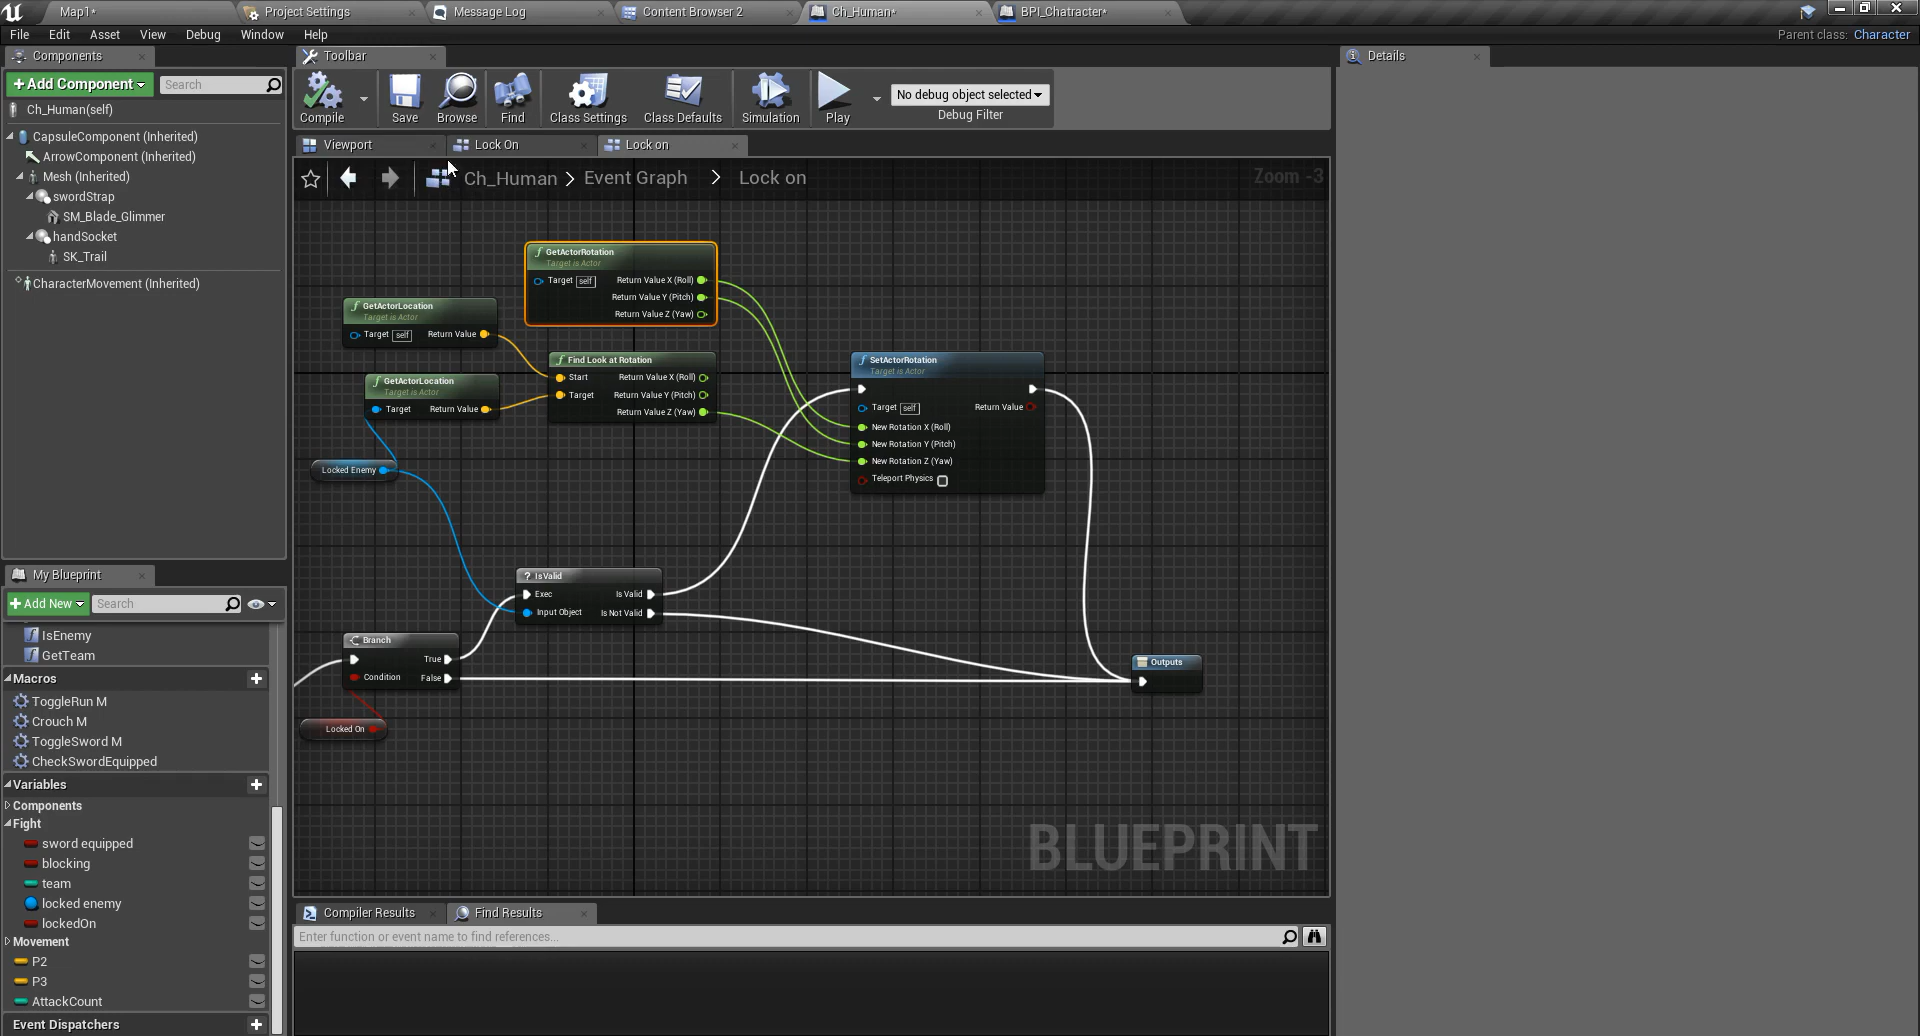 Map1*
Project Settings
Message Log
Content Browser 2
Ch_Human*
BPI_Chatracter*
File Edit Asset View Debug Window Help
Parent class: Character
Components
Toolbar
Details
+ Add Component
Search
Ch_Human(self)
CapsuleComponent (Inherited)
ArrowComponent (Inherited)
Mesh (Inherited)
swordStrap
SM_Blade_Glimmer
handSocket
SK_Trail
CharacterMovement (Inherited)
Compile
Save
Browse
Find
Class Settings
Class Defaults
Simulation
Play
No debug object selected
Debug Filter
Viewport
Lock On
Lock on
Ch_Human > Event Graph > Lock on
Zoom -3
GetActorRotation
Target is Actor
Target self Return Value X (Roll)
Return Value Y (Pitch)
Return Value Z (Yaw)
GetActorLocation
Target is Actor
Target self Return Value
Find Look at Rotation
Start Return Value X (Roll)
Target Return Value Y (Pitch)
Return Value Z (Yaw)
GetActorLocation
Target is Actor
Target Return Value
SetActorRotation
Target is Actor
Target self Return Value
New Rotation X (Roll)
New Rotation Y (Pitch)
New Rotation Z (Yaw)
Teleport Physics
Locked Enemy
? IsValid
Exec Is Valid
Input Object Is Not Valid
Branch
True
Condition False
Locked On
Outputs
BLUEPRINT
My Blueprint
+ Add New
Search
IsEnemy
GetTeam
Macros
ToggleRun M
Crouch M
ToggleSword M
CheckSwordEquipped
Variables
Components
Fight
sword equipped
blocking
team
locked enemy
lockedOn
Movement
P2
P3
AttackCount
Event Dispatchers
Compiler Results
Find Results
Enter function or event name to find references...